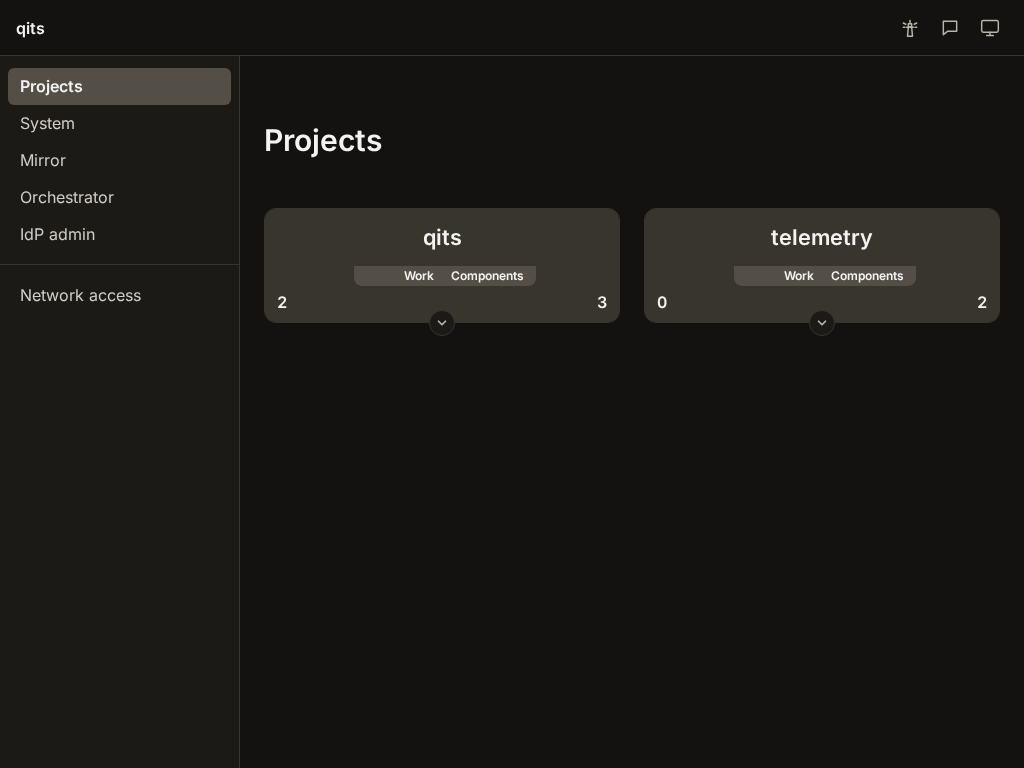 qits
Projects
System
Mirror
Orchestrator
IdP admin
Network access
Projects
qits
Work Components
2 3
telemetry
Work Components
0 2